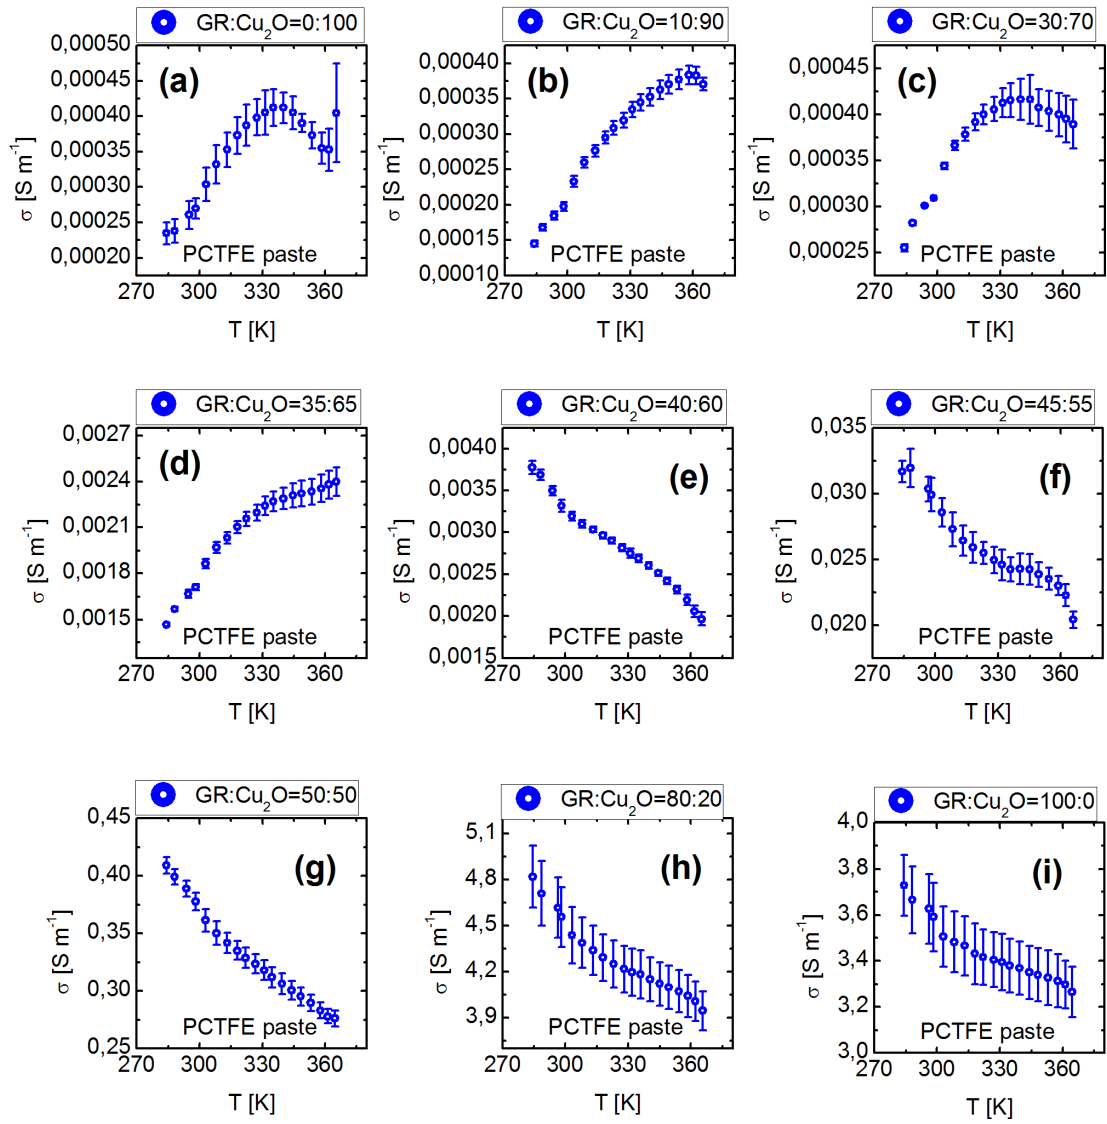 GR:Cu₂O=0:100
(a)
0,00050
0,00045
0,00040
0,00035
0,00030
0,00025
0,00020
σ [S m⁻¹]
PCTFE paste
270 300 330 360
T [K]
GR:Cu₂O=10:90
(b)
0,00040
0,00035
0,00030
0,00025
0,00020
0,00015
0,00010
σ [S m⁻¹]
PCTFE paste
270 300 330 360
T [K]
GR:Cu₂O=30:70
(c)
0,00045
0,00040
0,00035
0,00030
0,00025
σ [S m⁻¹]
PCTFE paste
270 300 330 360
T [K]
GR:Cu₂O=35:65
(d)
0,0027
0,0024
0,0021
0,0018
0,0015
σ [S m⁻¹]
PCTFE paste
270 300 330 360
T [K]
GR:Cu₂O=40:60
(e)
0,0040
0,0035
0,0030
0,0025
0,0020
0,0015
σ [S m⁻¹]
PCTFE paste
270 300 330 360
T [K]
GR:Cu₂O=45:55
(f)
0,035
0,030
0,025
0,020
σ [S m⁻¹]
PCTFE paste
270 300 330 360
T [K]
GR:Cu₂O=50:50
(g)
0,45
0,40
0,35
0,30
0,25
σ [S m⁻¹]
PCTFE paste
270 300 330 360
T [K]
GR:Cu₂O=80:20
(h)
5,1
4,8
4,5
4,2
3,9
σ [S m⁻¹]
PCTFE paste
270 300 330 360
T [K]
GR:Cu₂O=100:0
(i)
4,0
3,8
3,6
3,4
3,2
3,0
σ [S m⁻¹]
PCTFE paste
270 300 330 360
T [K]